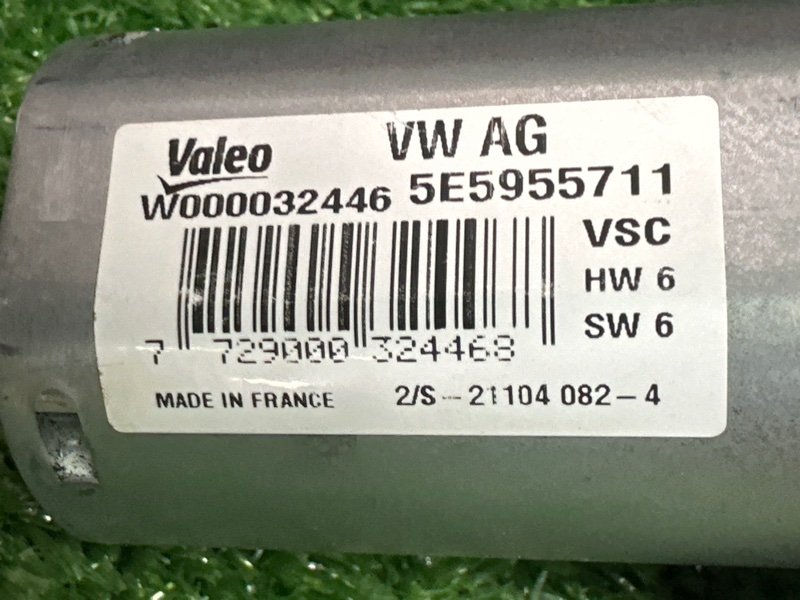 Valeo VW AG
W000032446 5E5955711
VSC
HW 6
SW 6
7 729000 324468
MADE IN FRANCE 2/S-21104 082-4